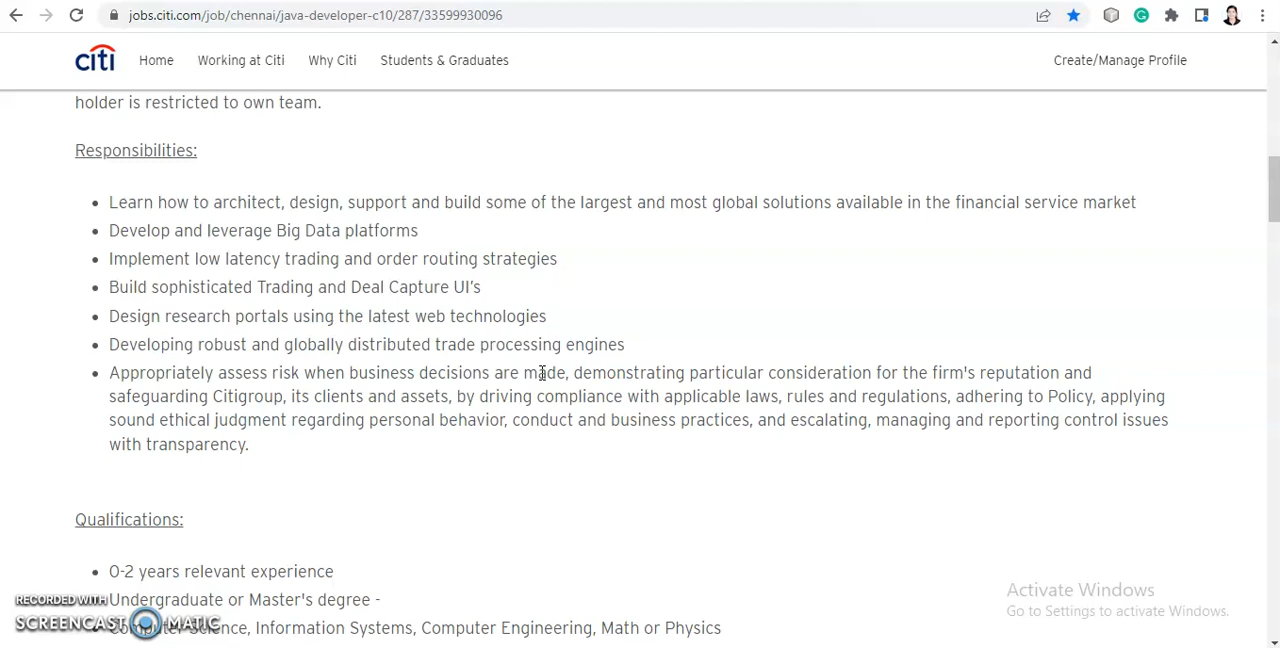 jobs.citi.com/job/chennai/java-developer-c10/287/33599930096
citi Home Working at Citi Why Citi Students & Graduates Create/Manage Profile
holder is restricted to own team.
Responsibilities:
Learn how to architect, design, support and build some of the largest and most global solutions available in the financial service market
Develop and leverage Big Data platforms
Implement low latency trading and order routing strategies
Build sophisticated Trading and Deal Capture UI's
Design research portals using the latest web technologies
Developing robust and globally distributed trade processing engines
Appropriately assess risk when business decisions are made, demonstrating particular consideration for the firm's reputation and
safeguarding Citigroup, its clients and assets, by driving compliance with applicable laws, rules and regulations, adhering to Policy, applying
sound ethical judgment regarding personal behavior, conduct and business practices, and escalating, managing and reporting control issues
with transparency.
Qualifications:
0-2 years relevant experience
Undergraduate or Master's degree -
Computer Science, Information Systems, Computer Engineering, Math or Physics
Activate Windows
Go to Settings to activate Windows.
RECORDED WITH
SCREENCAST MATIC